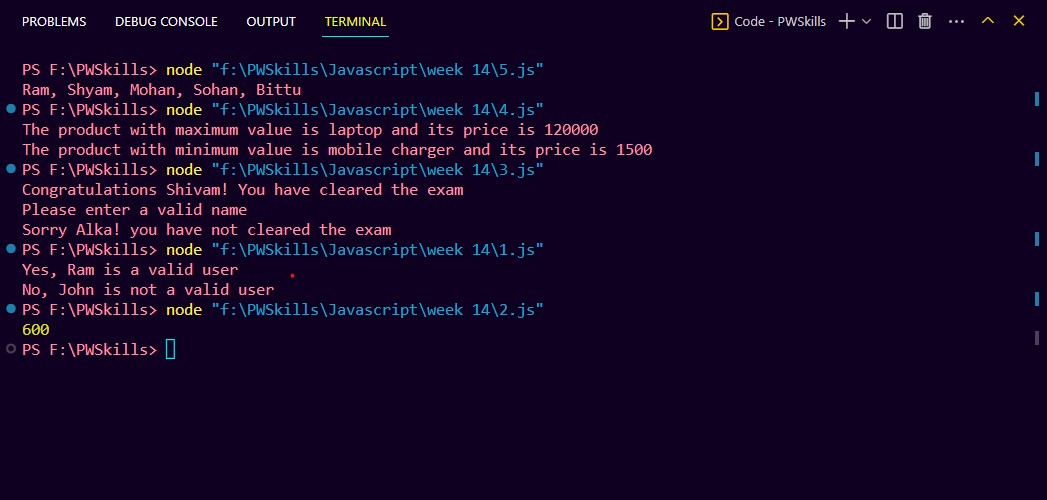 PROBLEMS DEBUG CONSOLE OUTPUT TERMINAL Code - PWSkills
PS F:\PWSkills> node "f:\PWSkills\Javascript\week 14\5.js"
Ram, Shyam, Mohan, Sohan, Bittu
PS F:\PWSkills> node "f:\PWSkills\Javascript\week 14\4.js"
The product with maximum value is laptop and its price is 120000
The product with minimum value is mobile charger and its price is 1500
PS F:\PWSkills> node "f:\PWSkills\Javascript\week 14\3.js"
Congratulations Shivam! You have cleared the exam
Please enter a valid name
Sorry Alka! you have not cleared the exam
PS F:\PWSkills> node "f:\PWSkills\Javascript\week 14\1.js"
Yes, Ram is a valid user
No, John is not a valid user
PS F:\PWSkills> node "f:\PWSkills\Javascript\week 14\2.js"
600
PS F:\PWSkills>